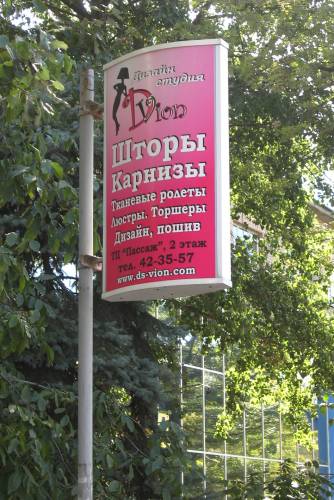 Дизайн
студия
DVion
Шторы
Карнизы
Тканевые ролеты
Люстры, Торшеры
Дизайн, пошив
ТЦ "Пассаж", 2 этаж
тел. 42-35-57
www.ds-vion.com